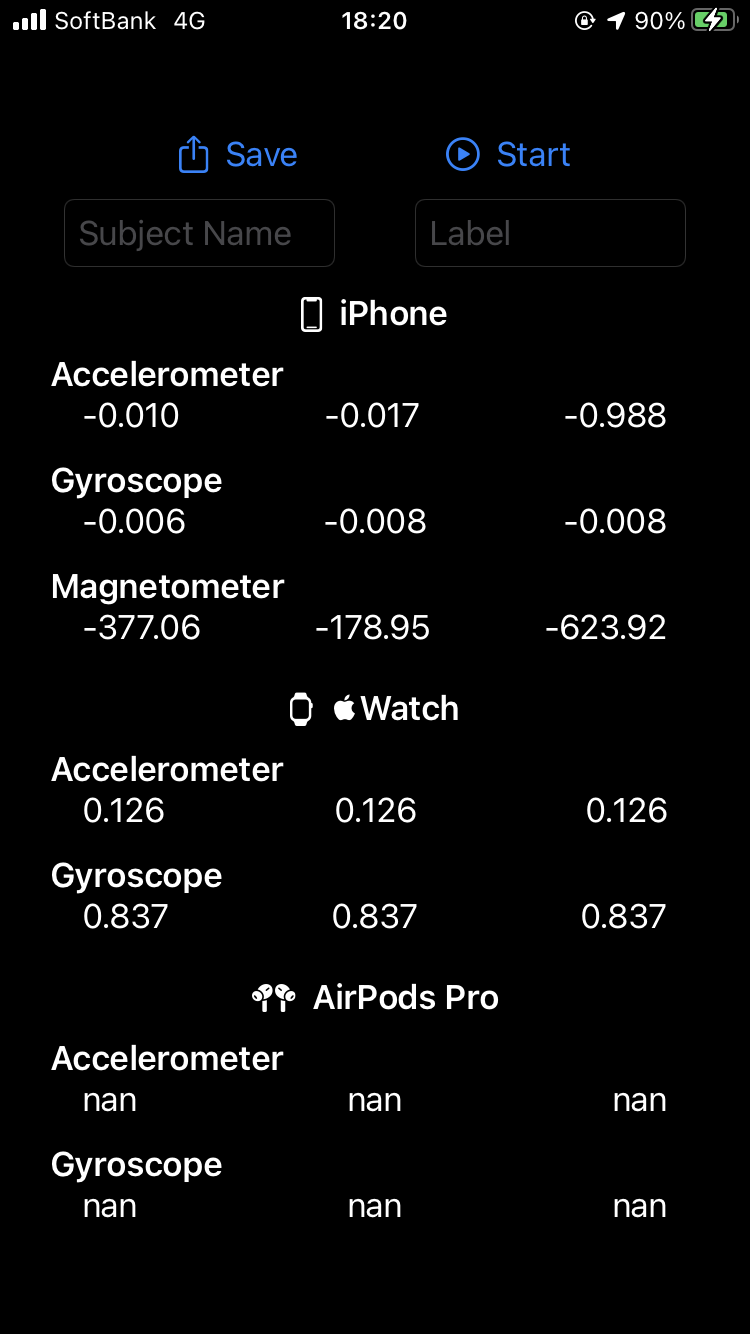 SoftBank 4G 18:20 90%
Save Start
Subject Name Label
iPhone
Accelerometer
-0.010 -0.017 -0.988
Gyroscope
-0.006 -0.008 -0.008
Magnetometer
-377.06 -178.95 -623.92
Watch
Accelerometer
0.126 0.126 0.126
Gyroscope
0.837 0.837 0.837
AirPods Pro
Accelerometer
nan nan nan
Gyroscope
nan nan nan